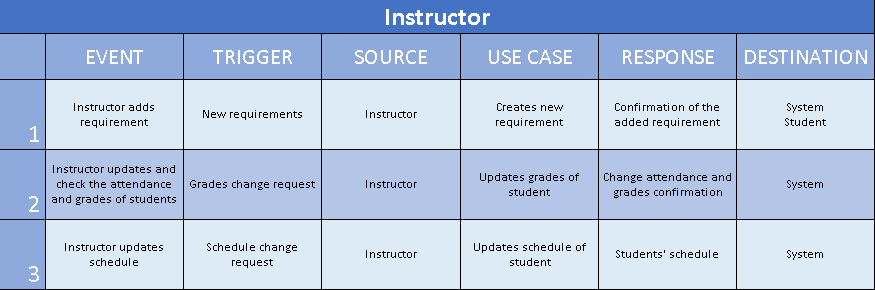 Instructor
EVENT TRIGGER SOURCE USE CASE RESPONSE DESTINATION
1
Instructor adds
requirement
New requirements
Instructor
Creates new
requirement
Confirmation of the
added requirement
System
Student
2
Instructor updates and
check the attendance
and grades of students
Grades change request
Instructor
Updates grades of
student
Change attendance and
grades confirmation
System
3
Instructor updates
schedule
Schedule change
request
Instructor
Updates schedule of
student
Students' schedule
System